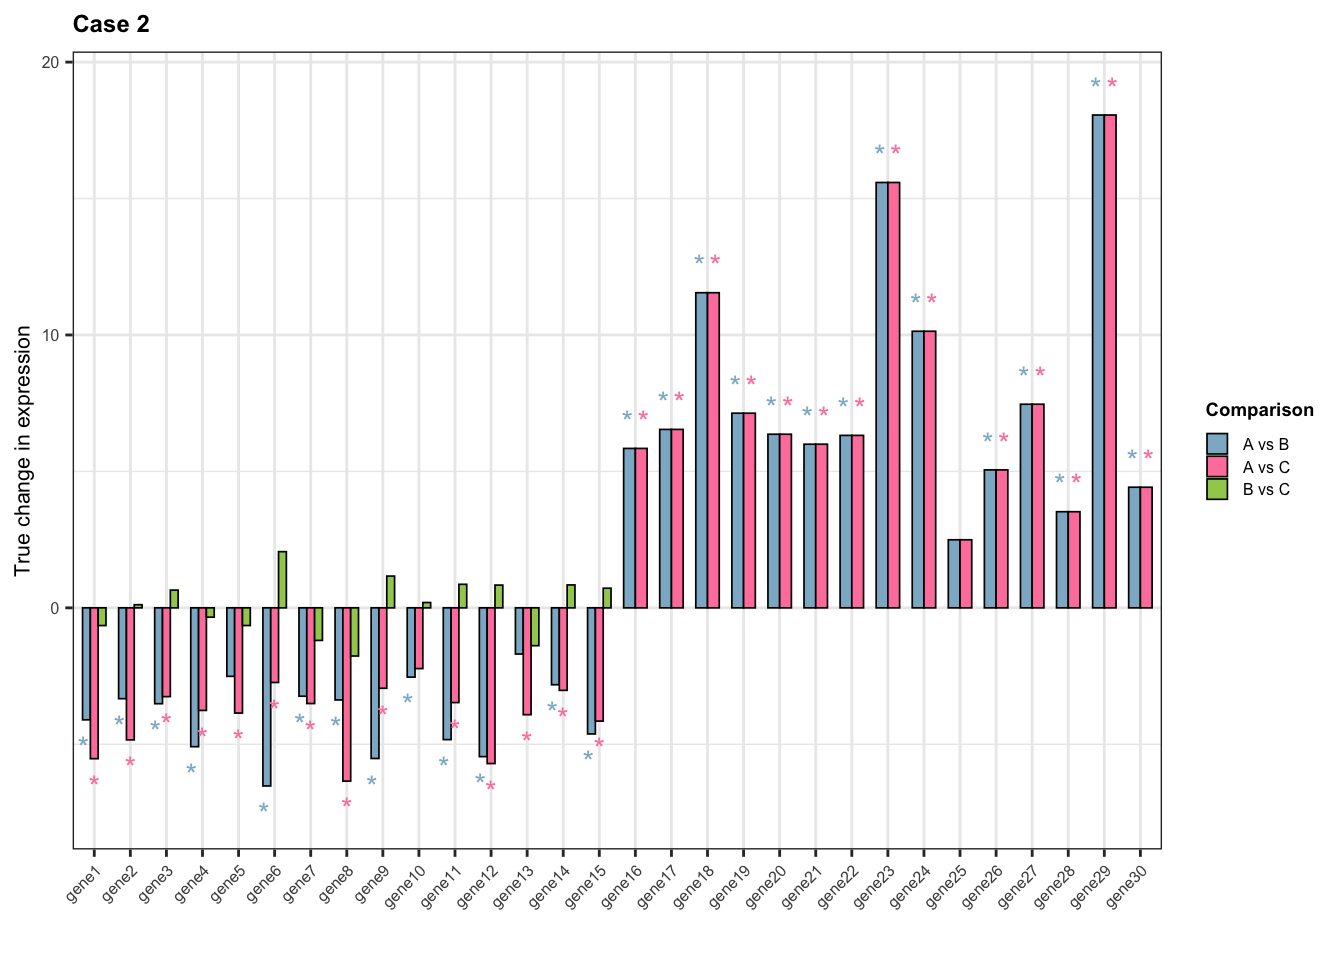 Case 2
20
10
0
True change in expression
* * * * * * * * * * * * * * * * * * * * * * * * * * * * * * * * * * * * * * * * * * * * * * * * * * * * * *
gene1
gene2
gene3
gene4
gene5
gene6
gene7
gene8
gene9
gene10
gene11
gene12
gene13
gene14
gene15
gene16
gene17
gene18
gene19
gene20
gene21
gene22
gene23
gene24
gene25
gene26
gene27
gene28
gene29
gene30
Comparison
A vs B
A vs C
B vs C